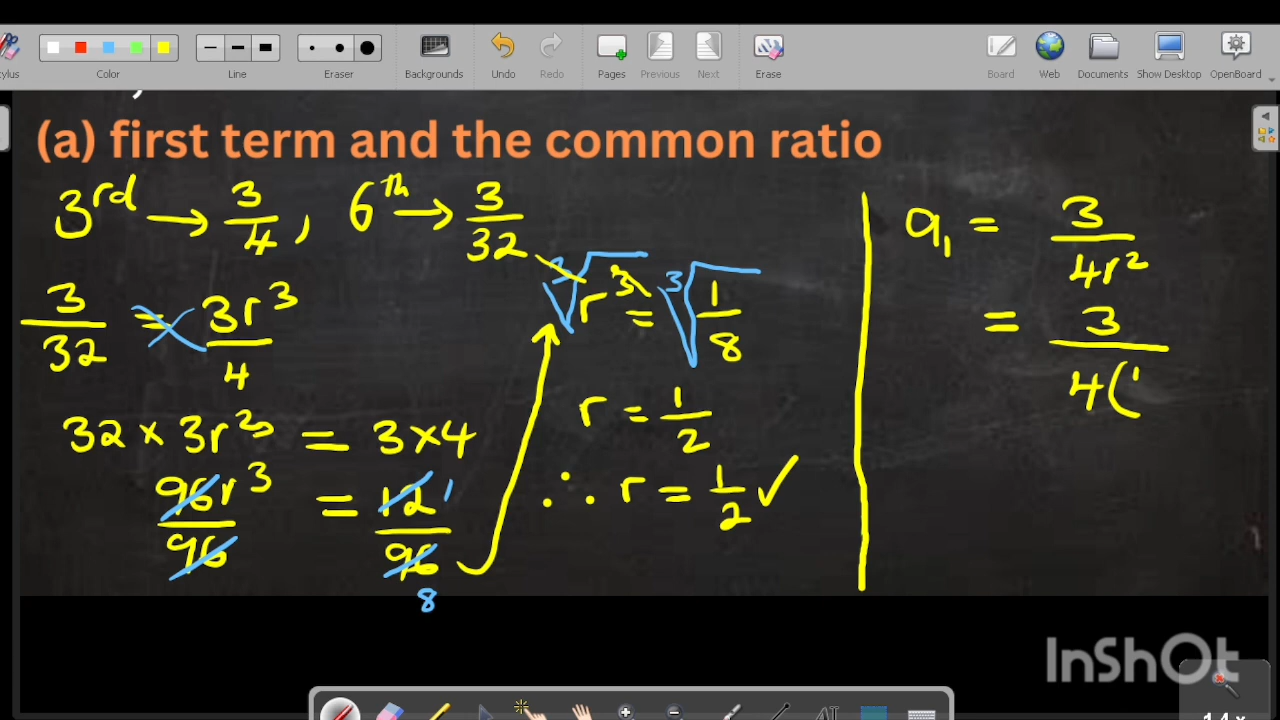 Color Line Eraser Backgrounds Undo Redo Pages Previous Next Erase Board Web Documents Show Desktop OpenBoard
(a) first term and the common ratio
3rd → 3/4, 6th → 3/32
3/32 = 3r³/4
32 × 3r³ = 3×4
96r³/96 = 12/96
1
8
∛r³ = ∛1/8
r = 1/2
∴ r = 1/2 ✓
a₁ = 3/4r²
= 3/4(1
InShOt